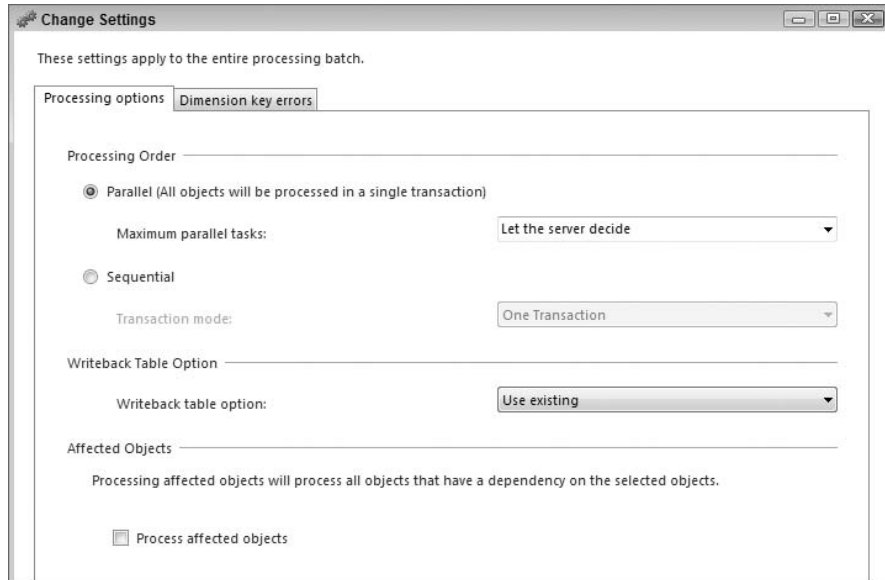 Change Settings
These settings apply to the entire processing batch.
Processing options Dimension key errors
Processing Order
Parallel (All objects will be processed in a single transaction)
Maximum parallel tasks: Let the server decide
Sequential
Transaction mode: One Transaction
Writeback Table Option
Writeback table option: Use existing
Affected Objects
Processing affected objects will process all objects that have a dependency on the selected objects.
Process affected objects